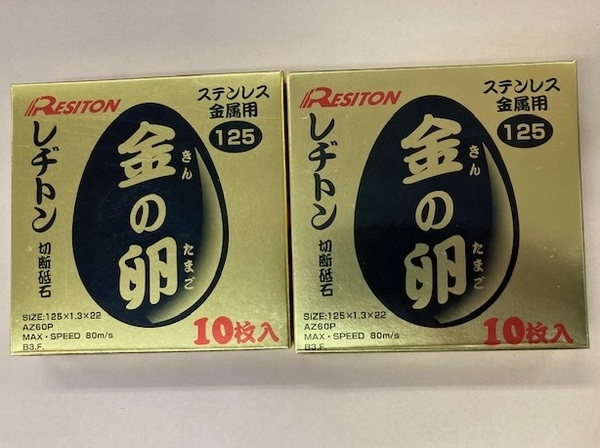 RESITON
ステンレス
金属用
125
レヂトン
切断砥石
金の卵
きん
たまご
SIZE:125×1.3×22
AZ60P
MAX・SPEED 80m/s
B3.F.
10枚入
RESITON
ステンレス
金属用
125
レヂトン
切断砥石
金の卵
きん
たまご
SIZE:125×1.3×22
AZ60P
MAX・SPEED 80m/s
B3.F.
10枚入